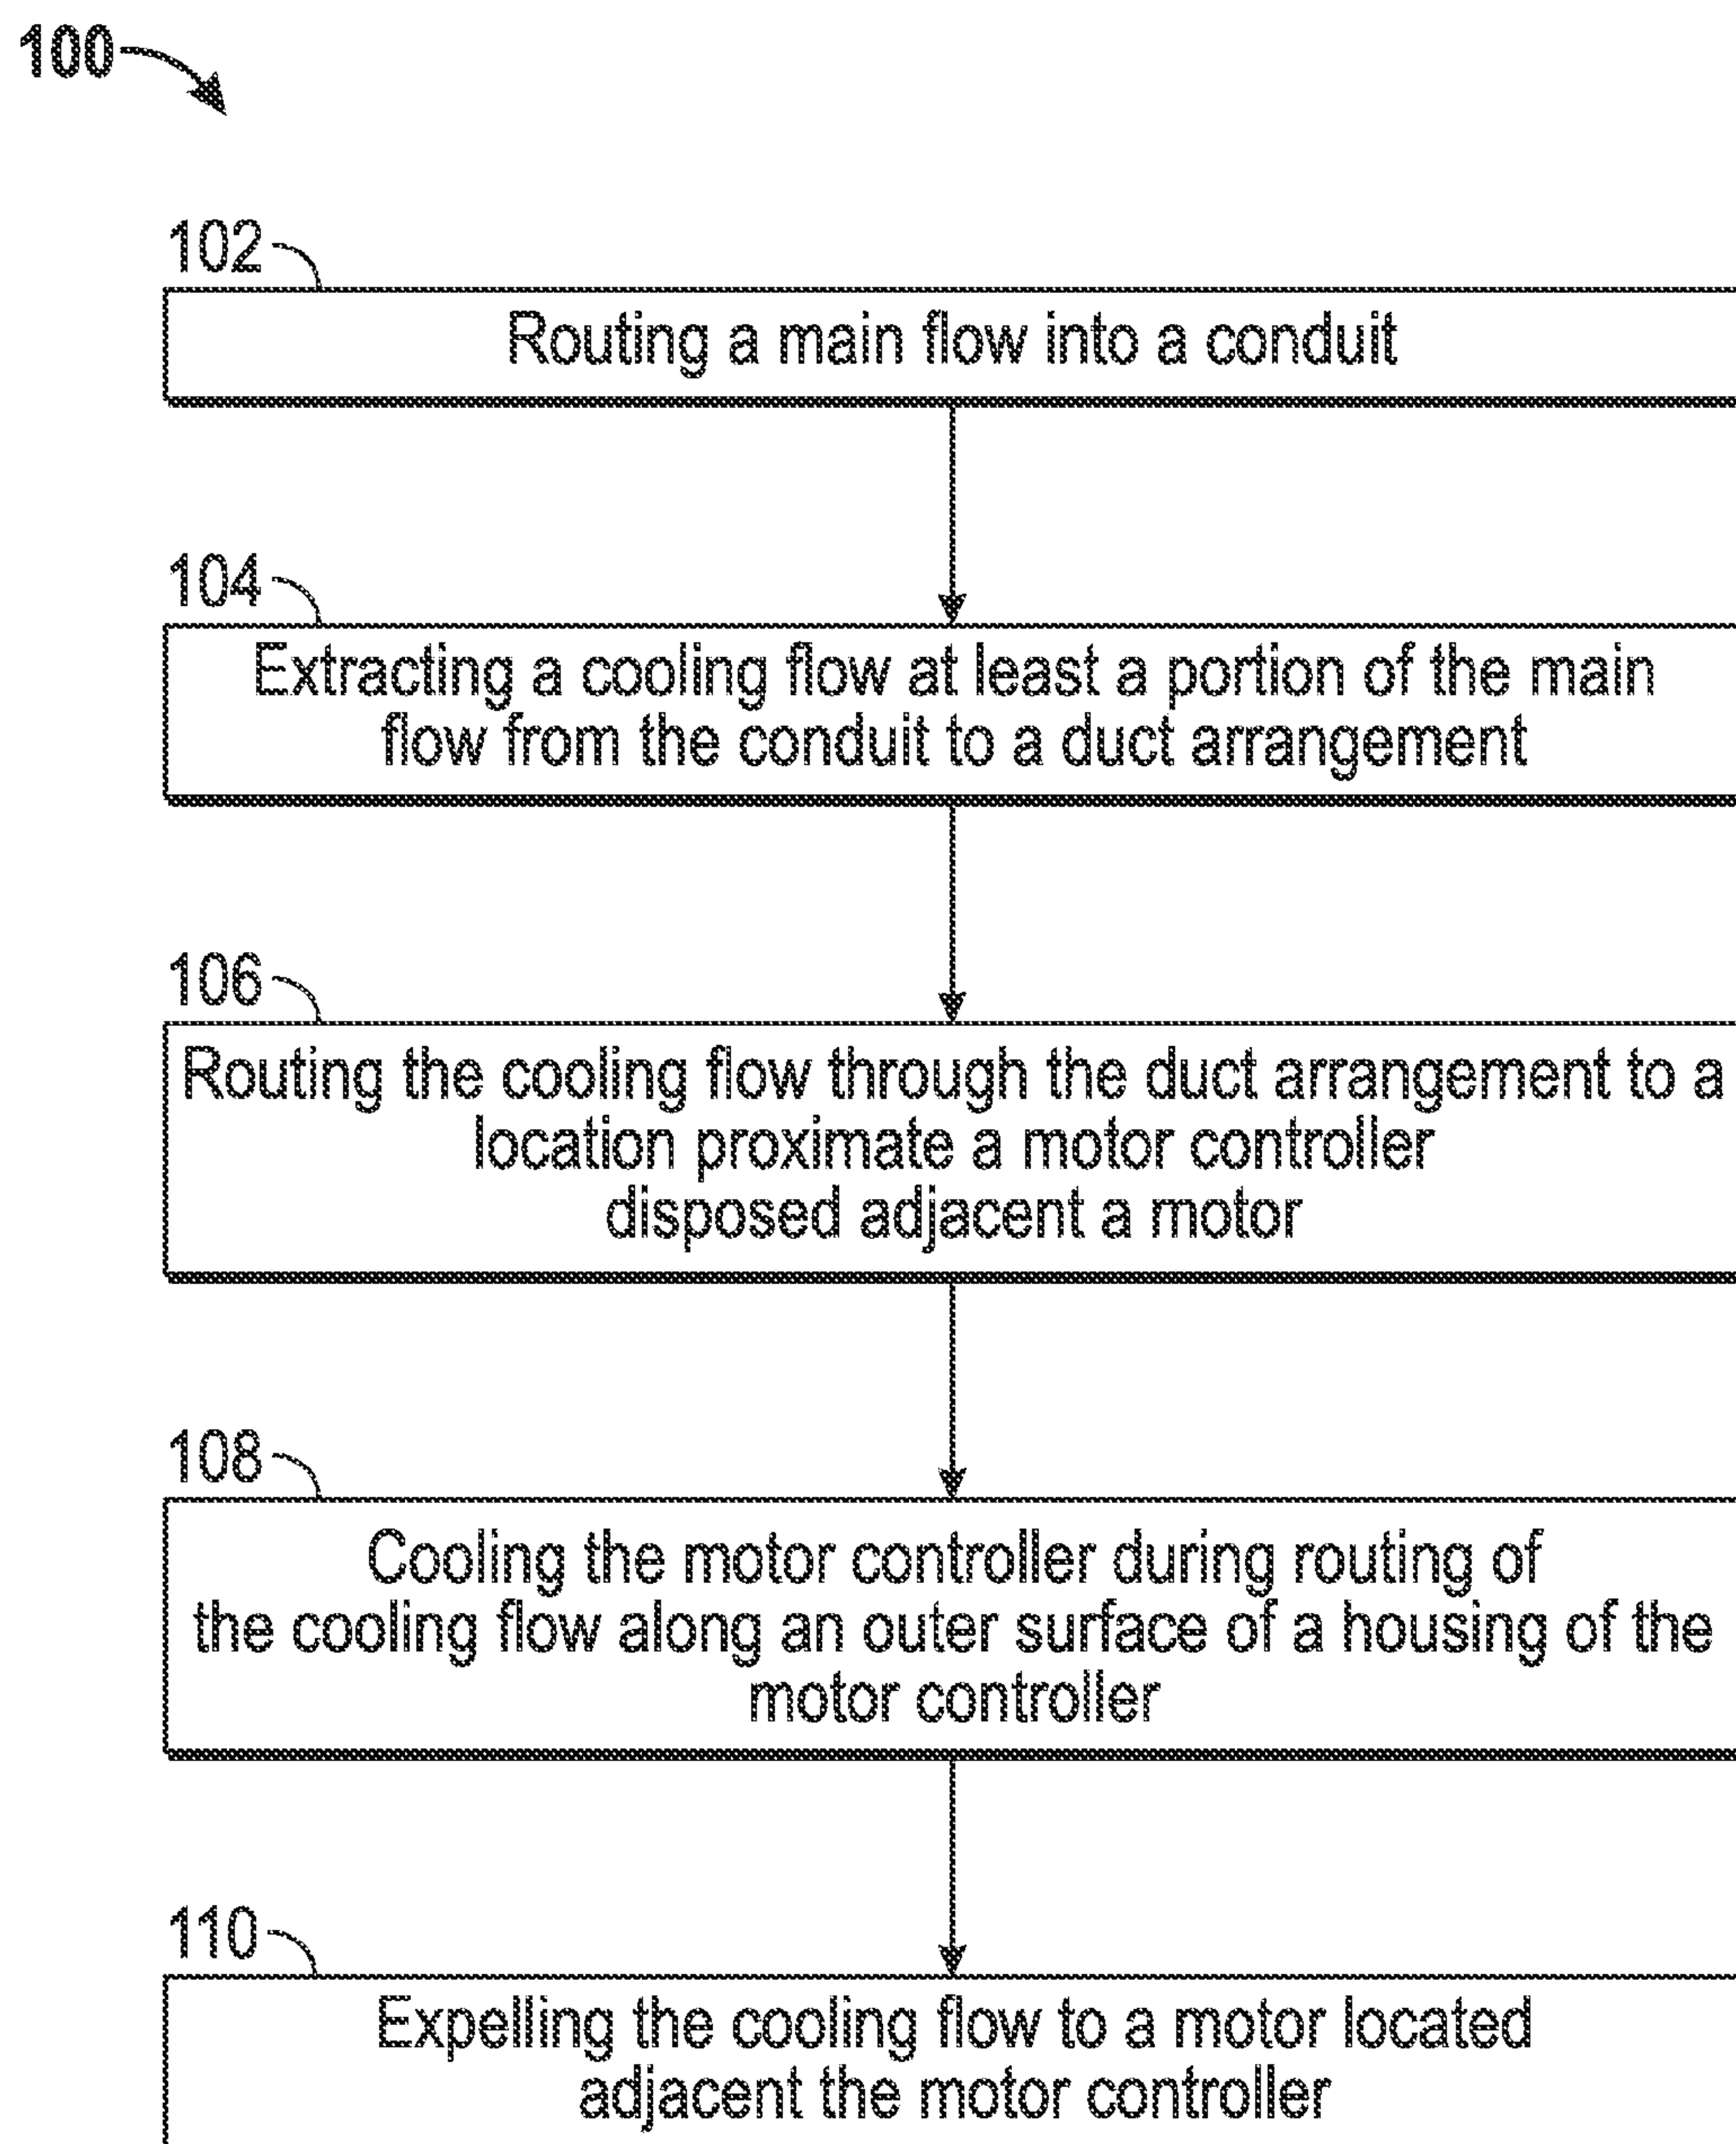 100
102
Routing a main flow into a conduit
104
Extracting a cooling flow at least a portion of the main
flow from the conduit to a duct arrangement
106
Routing the cooling flow through the duct arrangement to a
location proximate a motor controller
disposed adjacent a motor
108
Cooling the motor controller during routing of
the cooling flow along an outer surface of a housing of the
motor controller
110
Expelling the cooling flow to a motor located
adjacent the motor controller